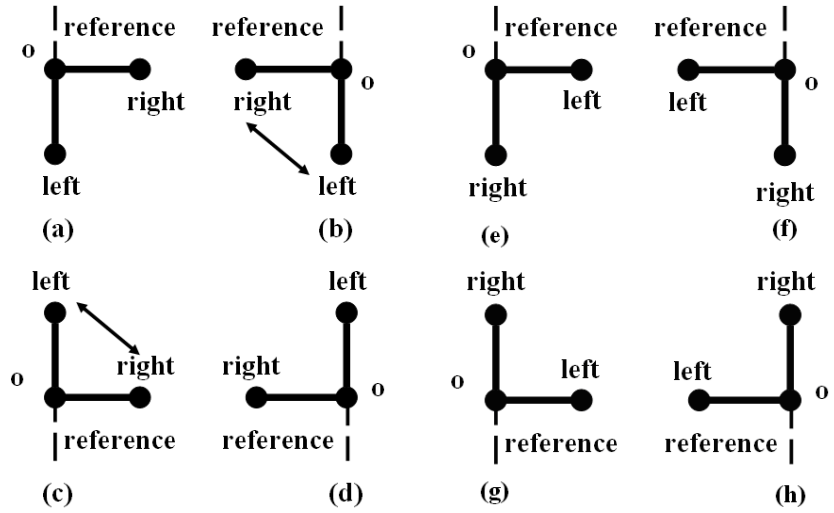 reference
o
right
left
(a)
reference
o
right
left
(b)
reference
o
left
right
(e)
reference
o
left
right
(f)
left
o
right
reference
(c)
left
right
o
reference
(d)
right
o
left
reference
(g)
right
left
o
reference
(h)